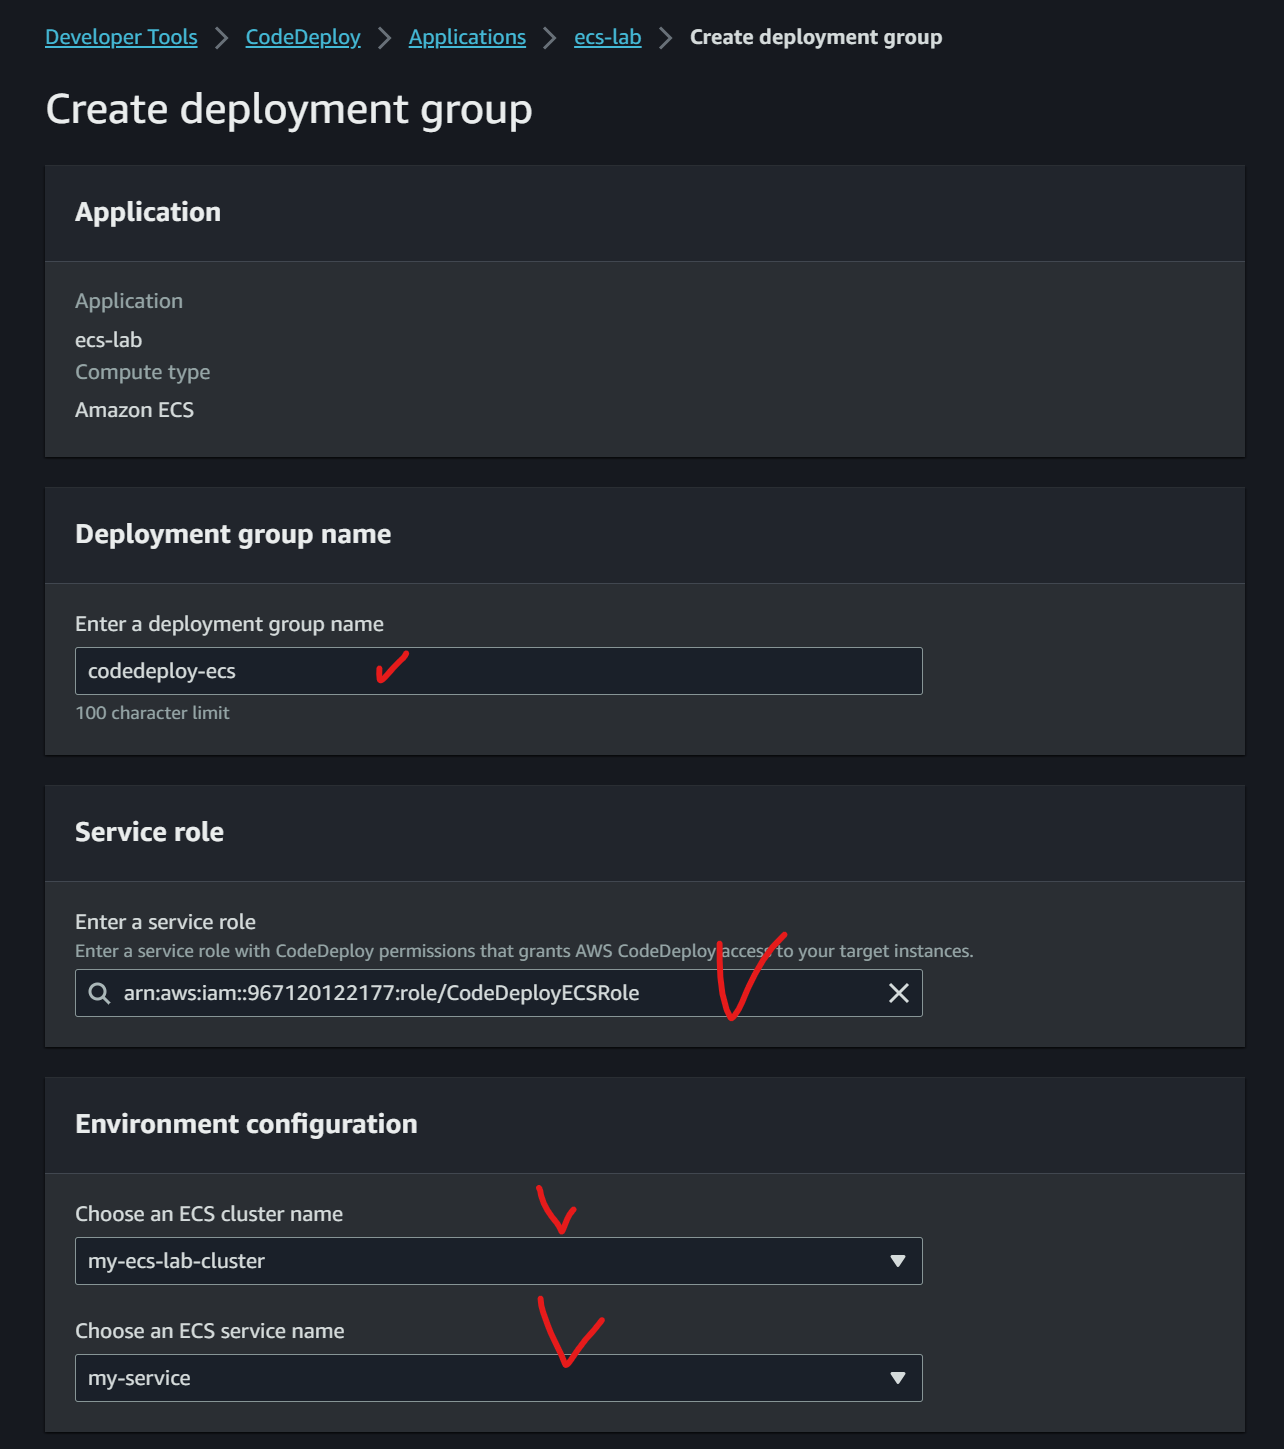 Developer Tools > CodeDeploy > Applications > ecs-lab > Create deployment group
Create deployment group
Application
Application
ecs-lab
Compute type
Amazon ECS
Deployment group name
Enter a deployment group name
codedeploy-ecs
100 character limit
Service role
Enter a service role
Enter a service role with CodeDeploy permissions that grants AWS CodeDeploy access to your target instances.
arn:aws:iam::967120122177:role/CodeDeployECSRole
Environment configuration
Choose an ECS cluster name
my-ecs-lab-cluster
Choose an ECS service name
my-service